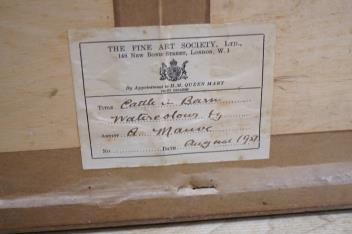 THE FINE ART SOCIETY, LTD.,
148 NEW BOND STREET, LONDON, W.1
By Appointment to H.M. QUEEN MARY
TITLE Cattle in Barn
Watercolour by
ARTIST A. Mauve
No. DATE August 1927